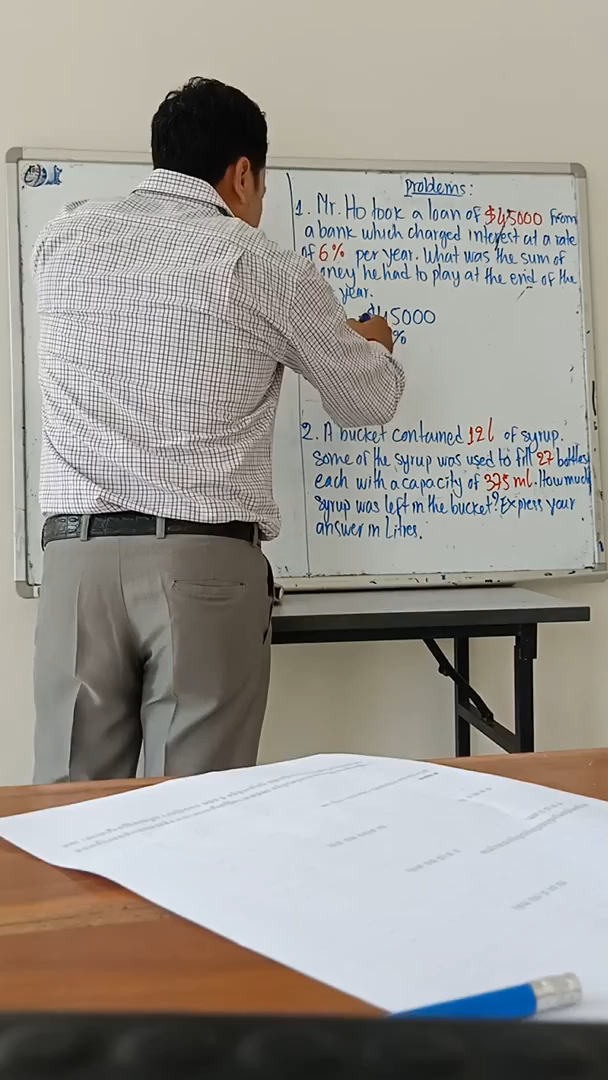 Problems:
1. Mr. Ho took a loan of $45000 from
a bank which charged interest at a rate
of 6% per year. What was the sum of
oney he had to play at the end of the
year.
$45000
%
2. A bucket contained 12l of syrup.
Some of the syrup was used to fill 27 bottles
each with a capacity of 375 ml. How much
Syrup was left in the bucket? Express your
answer in Litres.